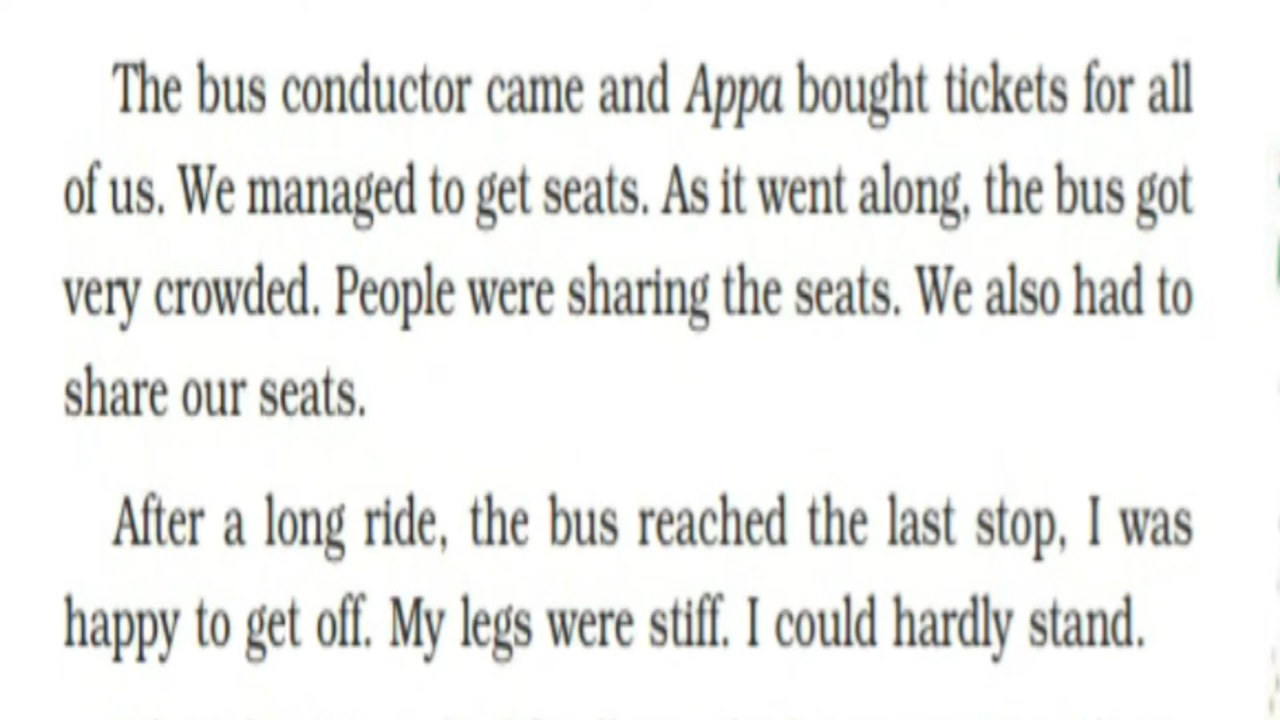 The bus conductor came and Appa bought tickets for all
of us. We managed to get seats. As it went along, the bus got
very crowded. People were sharing the seats. We also had to
share our seats.
After a long ride, the bus reached the last stop, I was
happy to get off. My legs were stiff. I could hardly stand.